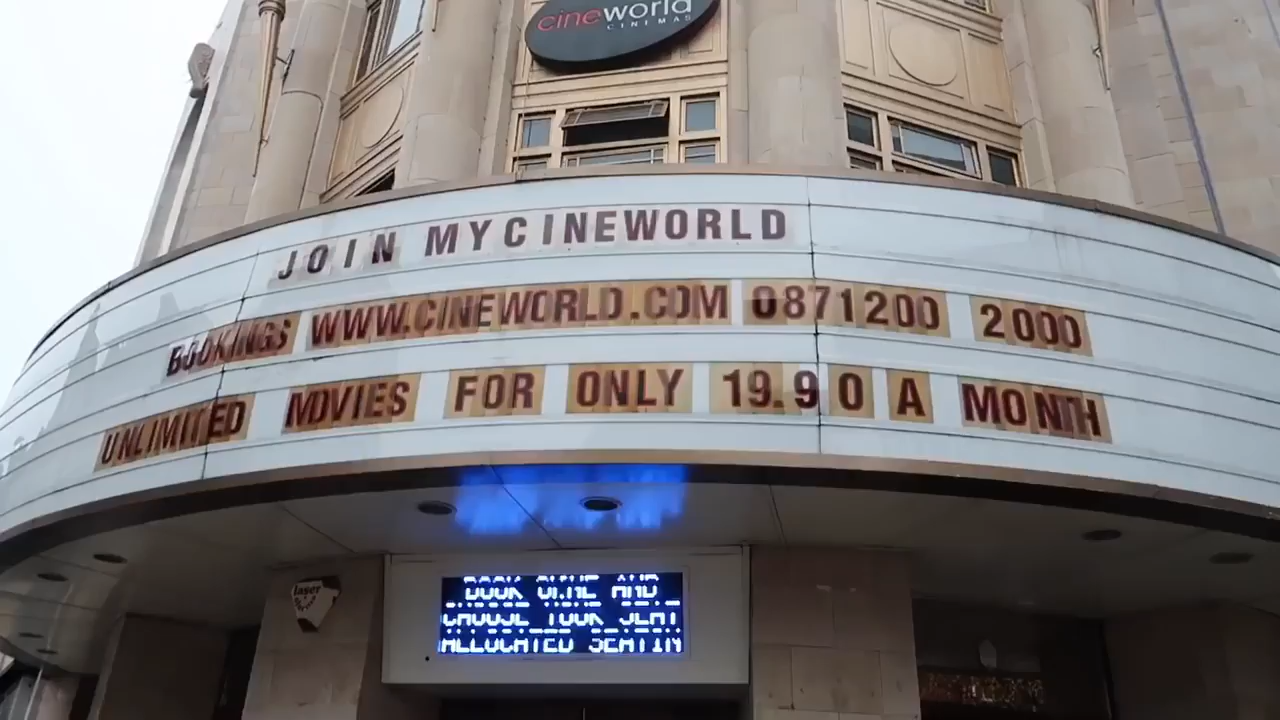 cineworld
CINEMAS
JOIN MYCINEWORLD
BOOKINGS WWW.CINEWORLD.COM 0871200 2000
UNLIMITED MOVIES FOR ONLY 19.90 A MONTH
laser
BOOK AND
CHOOSE YOUR SEAT
ALLOCATED SEATIN